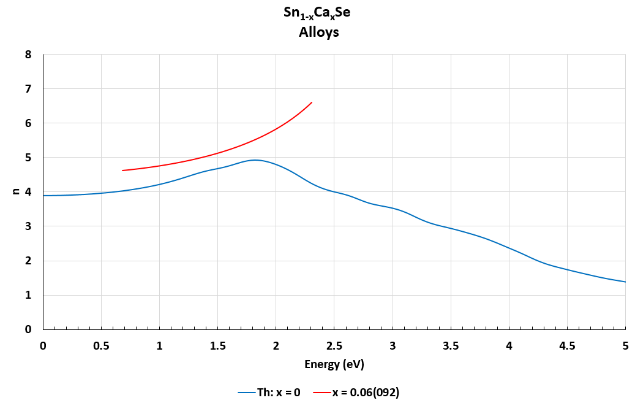 Sn₁₋ₓCaₓSe
Alloys
8
7
6
5
4
3
2
1
0
n
0 0.5 1 1.5 2 2.5 3 3.5 4 4.5 5
Energy (eV)
Th: x = 0 x = 0.06(092)